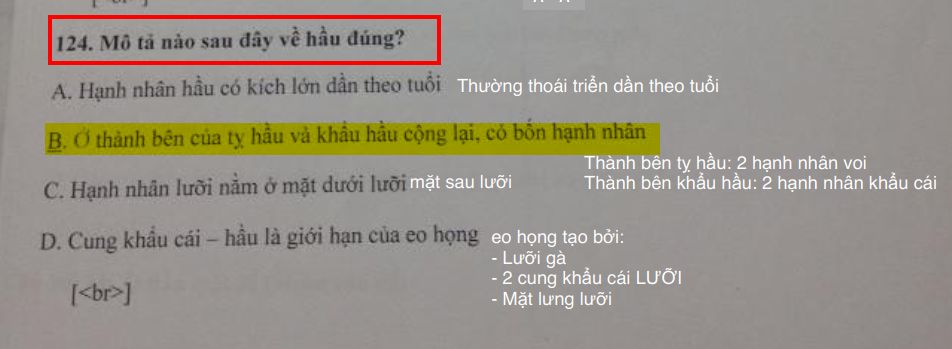 124. Mô tả nào sau đây về hầu đúng?
A. Hạnh nhân hầu có kích lớn dần theo tuổi Thường thoái triển dần theo tuổi
B. Ở thành bên của tỵ hầu và khẩu hầu cộng lại, có bốn hạnh nhân
Thành bên tỵ hầu: 2 hạnh nhân voi
C. Hạnh nhân lưỡi nằm ở mặt dưới lưỡi mặt sau lưỡi Thành bên khẩu hầu: 2 hạnh nhân khẩu cái
D. Cung khẩu cái – hầu là giới hạn của eo họng eo họng tạo bởi:
- Lưỡi gà
- 2 cung khẩu cái LƯỠI
[<br>] - Mặt lưng lưỡi